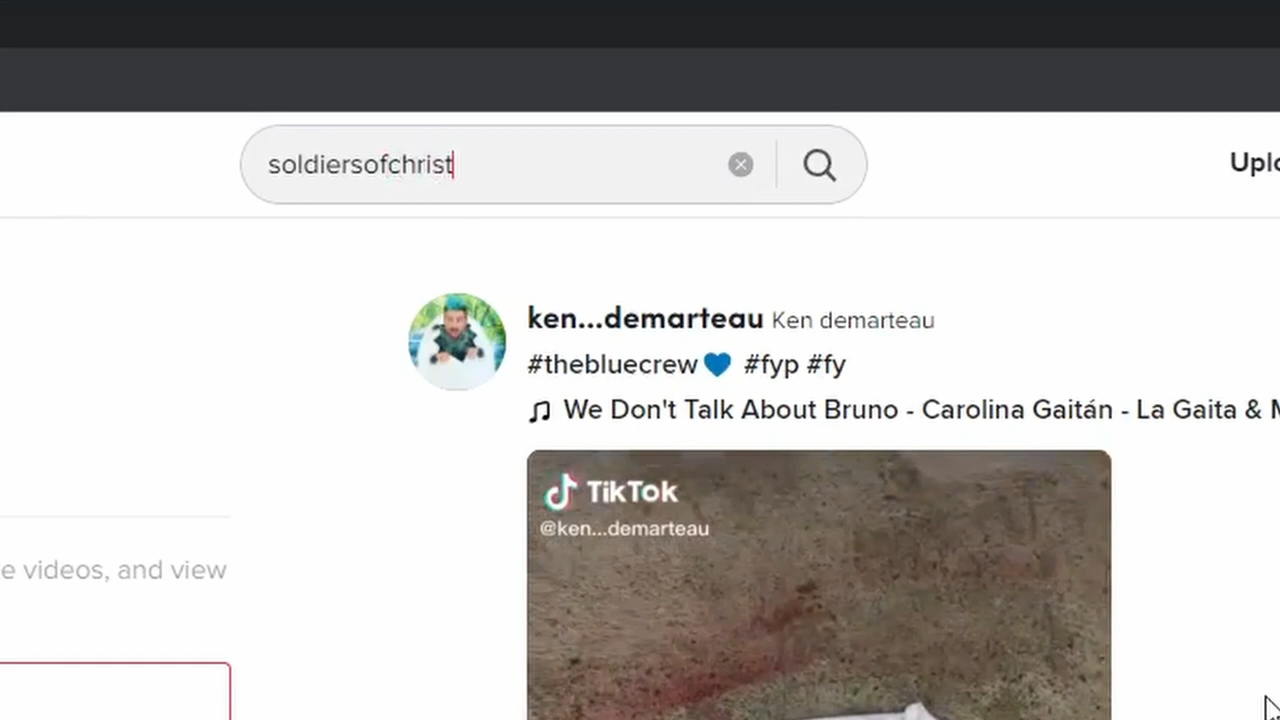 soldiersofchrist
Uplo
ken...demarteau Ken demarteau
#thebluecrew💙 #fyp #fy
We Don't Talk About Bruno - Carolina Gaitán - La Gaita & M
TikTok
@ken...demarteau
e videos, and view